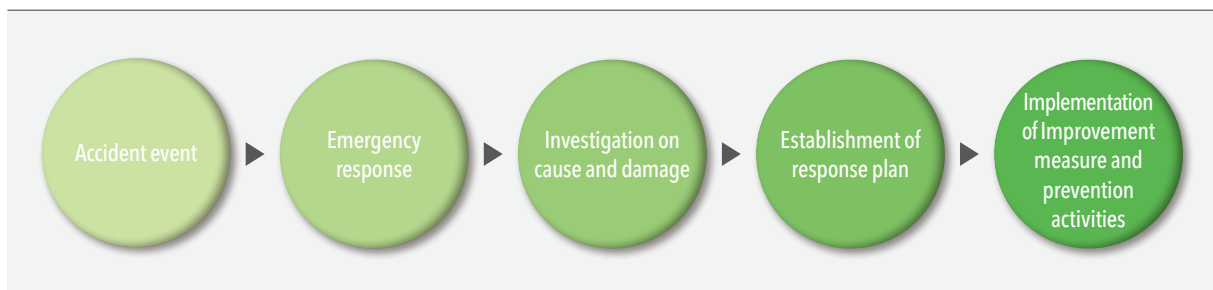 Accident event
Emergency
response
Investigation on
cause and damage
Establishment of
response plan
Implementation
of Improvement
measure and
prevention
activities